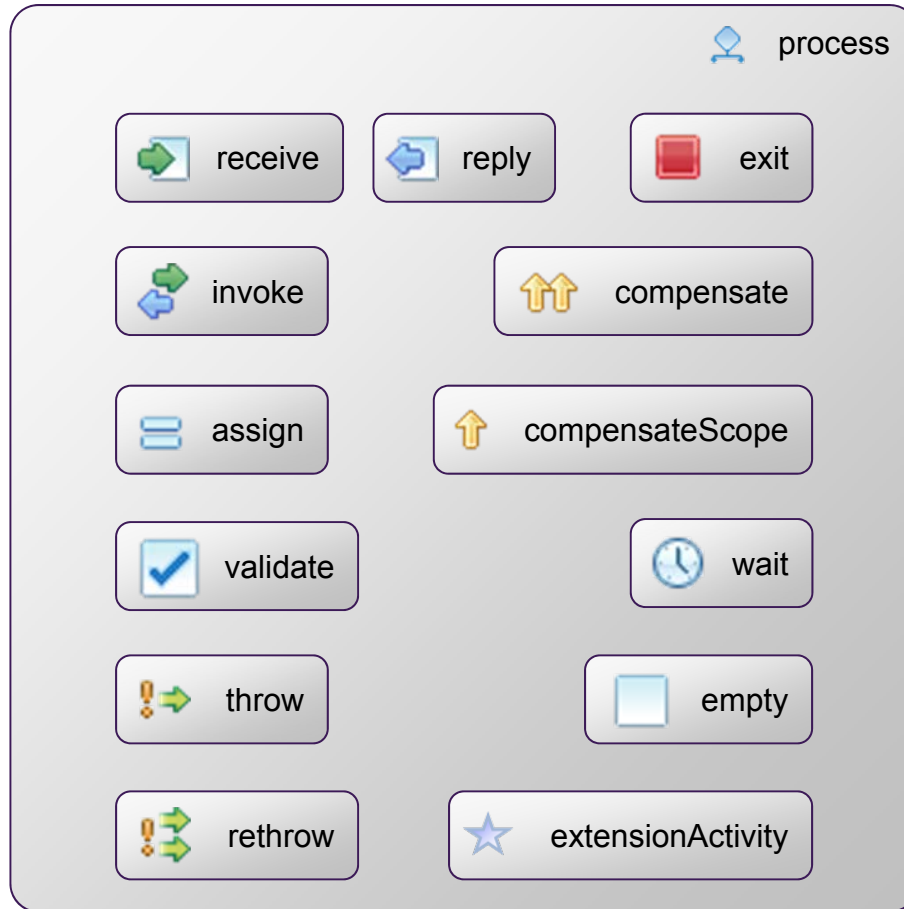 process
receive reply exit
invoke compensate
assign compensateScope
validate wait
throw empty
rethrow extensionActivity